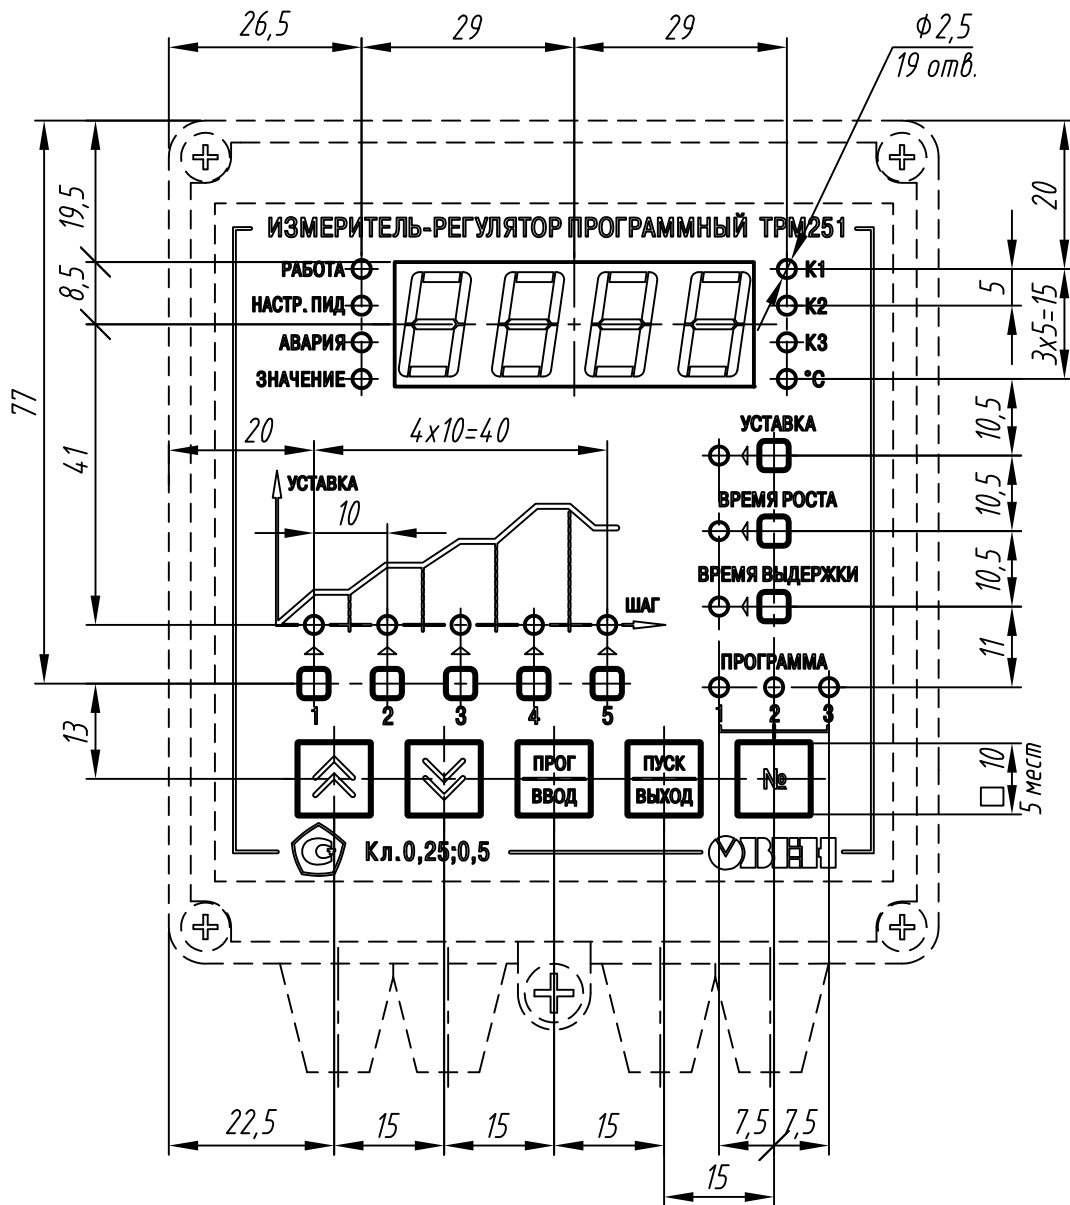 26,5
29
29
ϕ2,5
19 отв.
19,5
8,5
77
41
13
20
5
3x5=15
10,5
10,5
10,5
11
□ 10
5 мест
ИЗМЕРИТЕЛЬ-РЕГУЛЯТОР ПРОГРАММНЫЙ ТРМ251
РАБОТА
НАСТР. ПИД
АВАРИЯ
ЗНАЧЕНИЕ
К1
К2
К3
°С
20
4x10=40
УСТАВКА
10
ШАГ
УСТАВКА
ВРЕМЯ РОСТА
ВРЕМЯ ВЫДЕРЖКИ
ПРОГРАММА
1 2 3
1 2 3 4 5
ПРОГ
ВВОД
ПУСК
ВЫХОД
№
Кл.0,25;0,5
ОВЕН
22,5
15
15
15
7,5
7,5
15